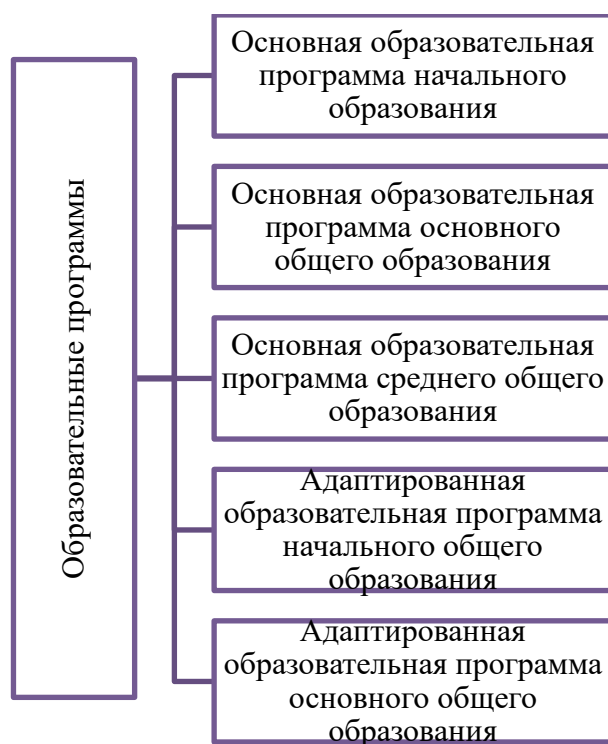 Образовательные программы
Основная образовательная
программа начального
образования
Основная образовательная
программа основного
общего образования
Основная образовательная
программа среднего общего
образования
Адаптированная
образовательная программа
начального общего
образования
Адаптированная
образовательная программа
основного общего
образования